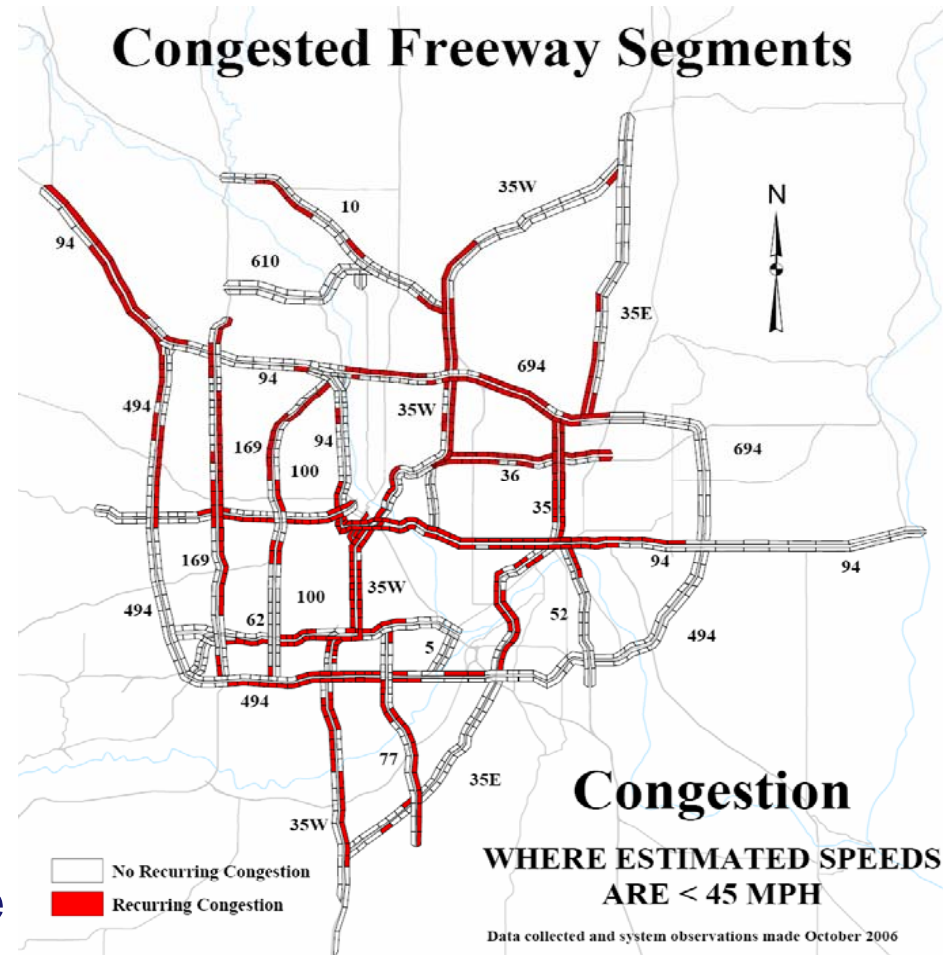 Congested Freeway Segments
35W
N
10
94
610
35E
694
94
35W
494
94
169
694
100
36
35
169
94
94
35W
100
52
494
62
494
5
494
77
35E
Congestion
35W
WHERE ESTIMATED SPEEDS
ARE < 45 MPH
No Recurring Congestion
Recurring Congestion
e
Data collected and system observations made October 2006